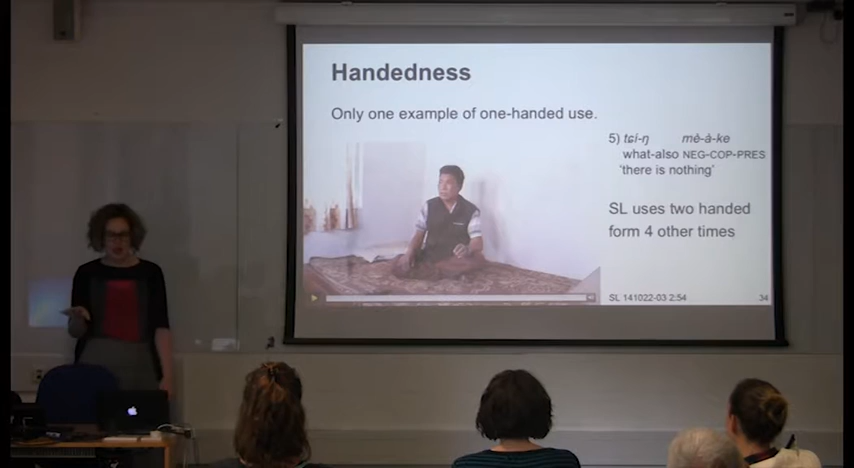 Handedness
Only one example of one-handed use.
5) tɕí-ŋ mè-à-ke
what-also NEG-COP-PRES
'there is nothing'
SL uses two handed
form 4 other times
SL 141022-03 2:54
34